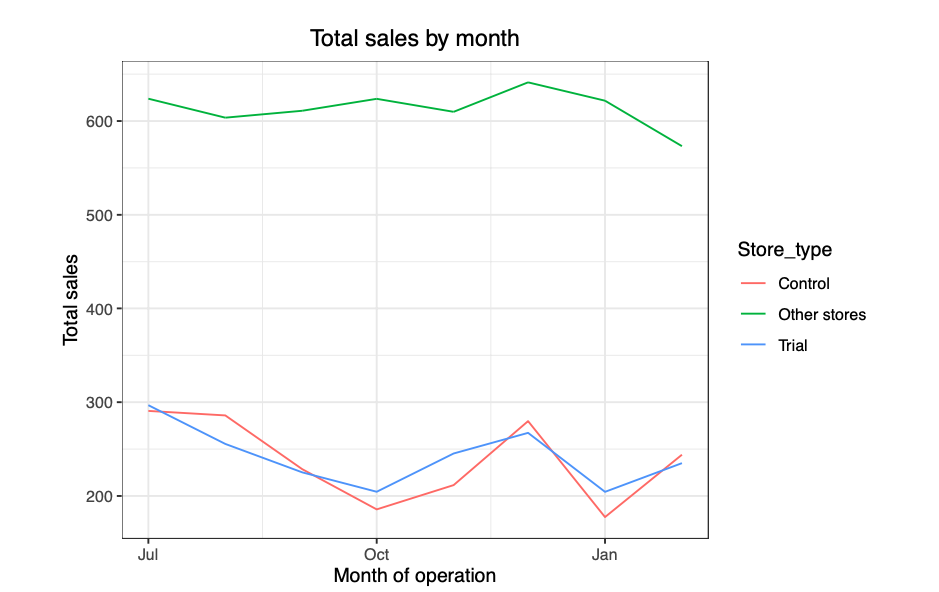 Total sales by month
600
500
400
300
200
Total sales
Jul
Oct
Jan
Month of operation
Store_type
Control
Other stores
Trial